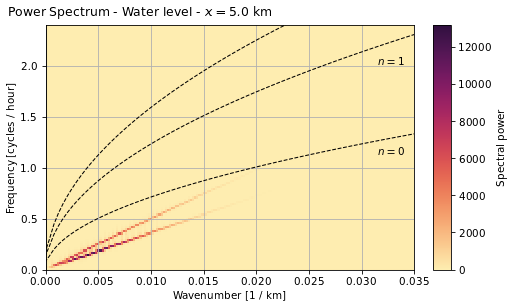 Power Spectrum - Water level - x = 5.0 km
Frequency [cycles / hour]
2.0
1.5
1.0
0.5
0.0
n = 1
n = 0
0.000 0.005 0.010 0.015 0.020 0.025 0.030 0.035
Wavenumber [1 / km]
12000
10000
8000
6000
4000
2000
0
Spectral power